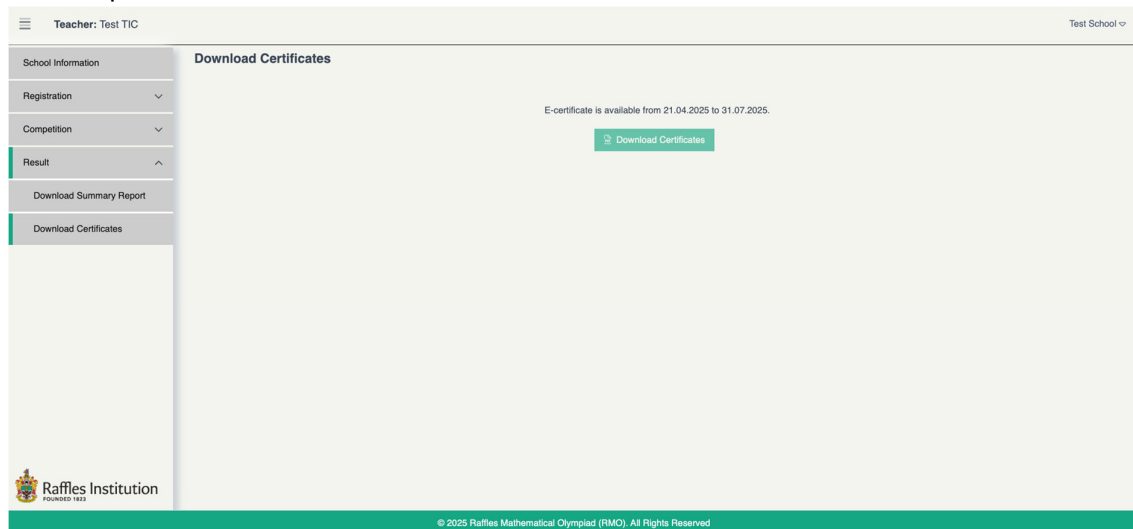 Teacher: Test TIC
Test School
School Information
Registration
Competition
Result
Download Summary Report
Download Certificates
Download Certificates
E-certificate is available from 21.04.2025 to 31.07.2025.
Download Certificates
Raffles Institution
FOUNDED 1823
© 2025 Raffles Mathematical Olympiad (RMO). All Rights Reserved